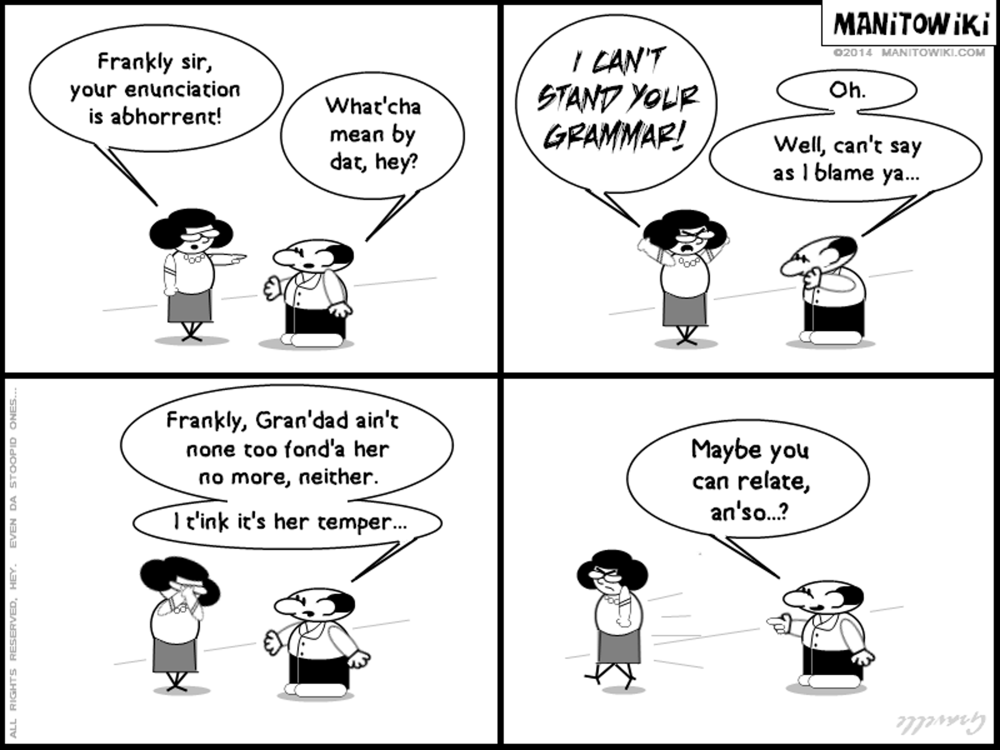 Frankly sir,
your enunciation
is abhorrent!
What'cha
mean by
dat, hey?
MANiTOWiKi
©2014 MANITOWIKI.COM
I CAN'T
STAND YOUR
GRAMMAR!
Oh.
Well, can't say
as I blame ya...
Frankly, Gran'dad ain't
none too fond'a her
no more, neither.
I t'ink it's her temper...
Maybe you
can relate,
an'so...?
ALL RIGHTS RESERVED, HEY. EVEN DA STOOPID ONES...
Gravelle